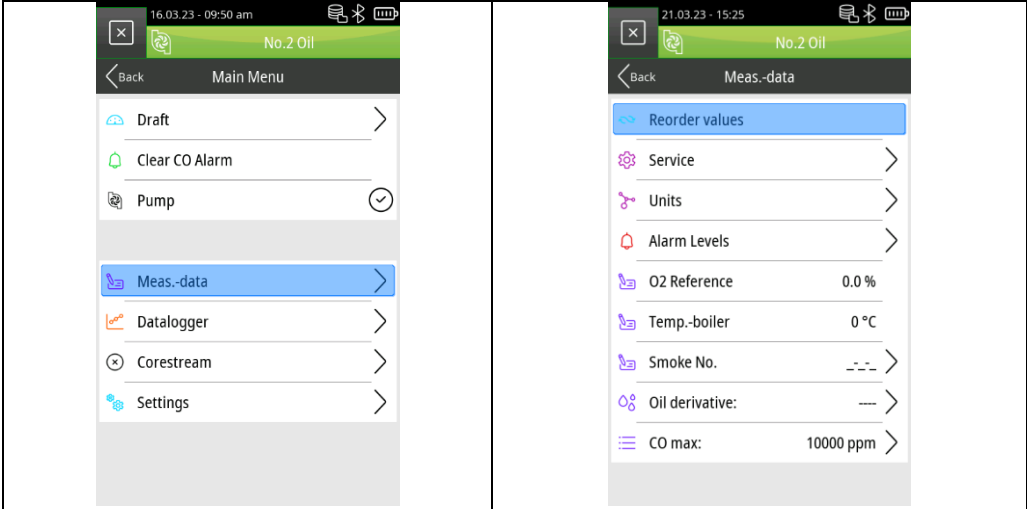 16.03.23 - 09:50 am
No.2 Oil
Back Main Menu
Draft
Clear CO Alarm
Pump
Meas.-data
Datalogger
Corestream
Settings
21.03.23 - 15:25
No.2 Oil
Back Meas.-data
Reorder values
Service
Units
Alarm Levels
O2 Reference 0.0 %
Temp.-boiler 0 °C
Smoke No. _-_-_
Oil derivative: ----
CO max: 10000 ppm